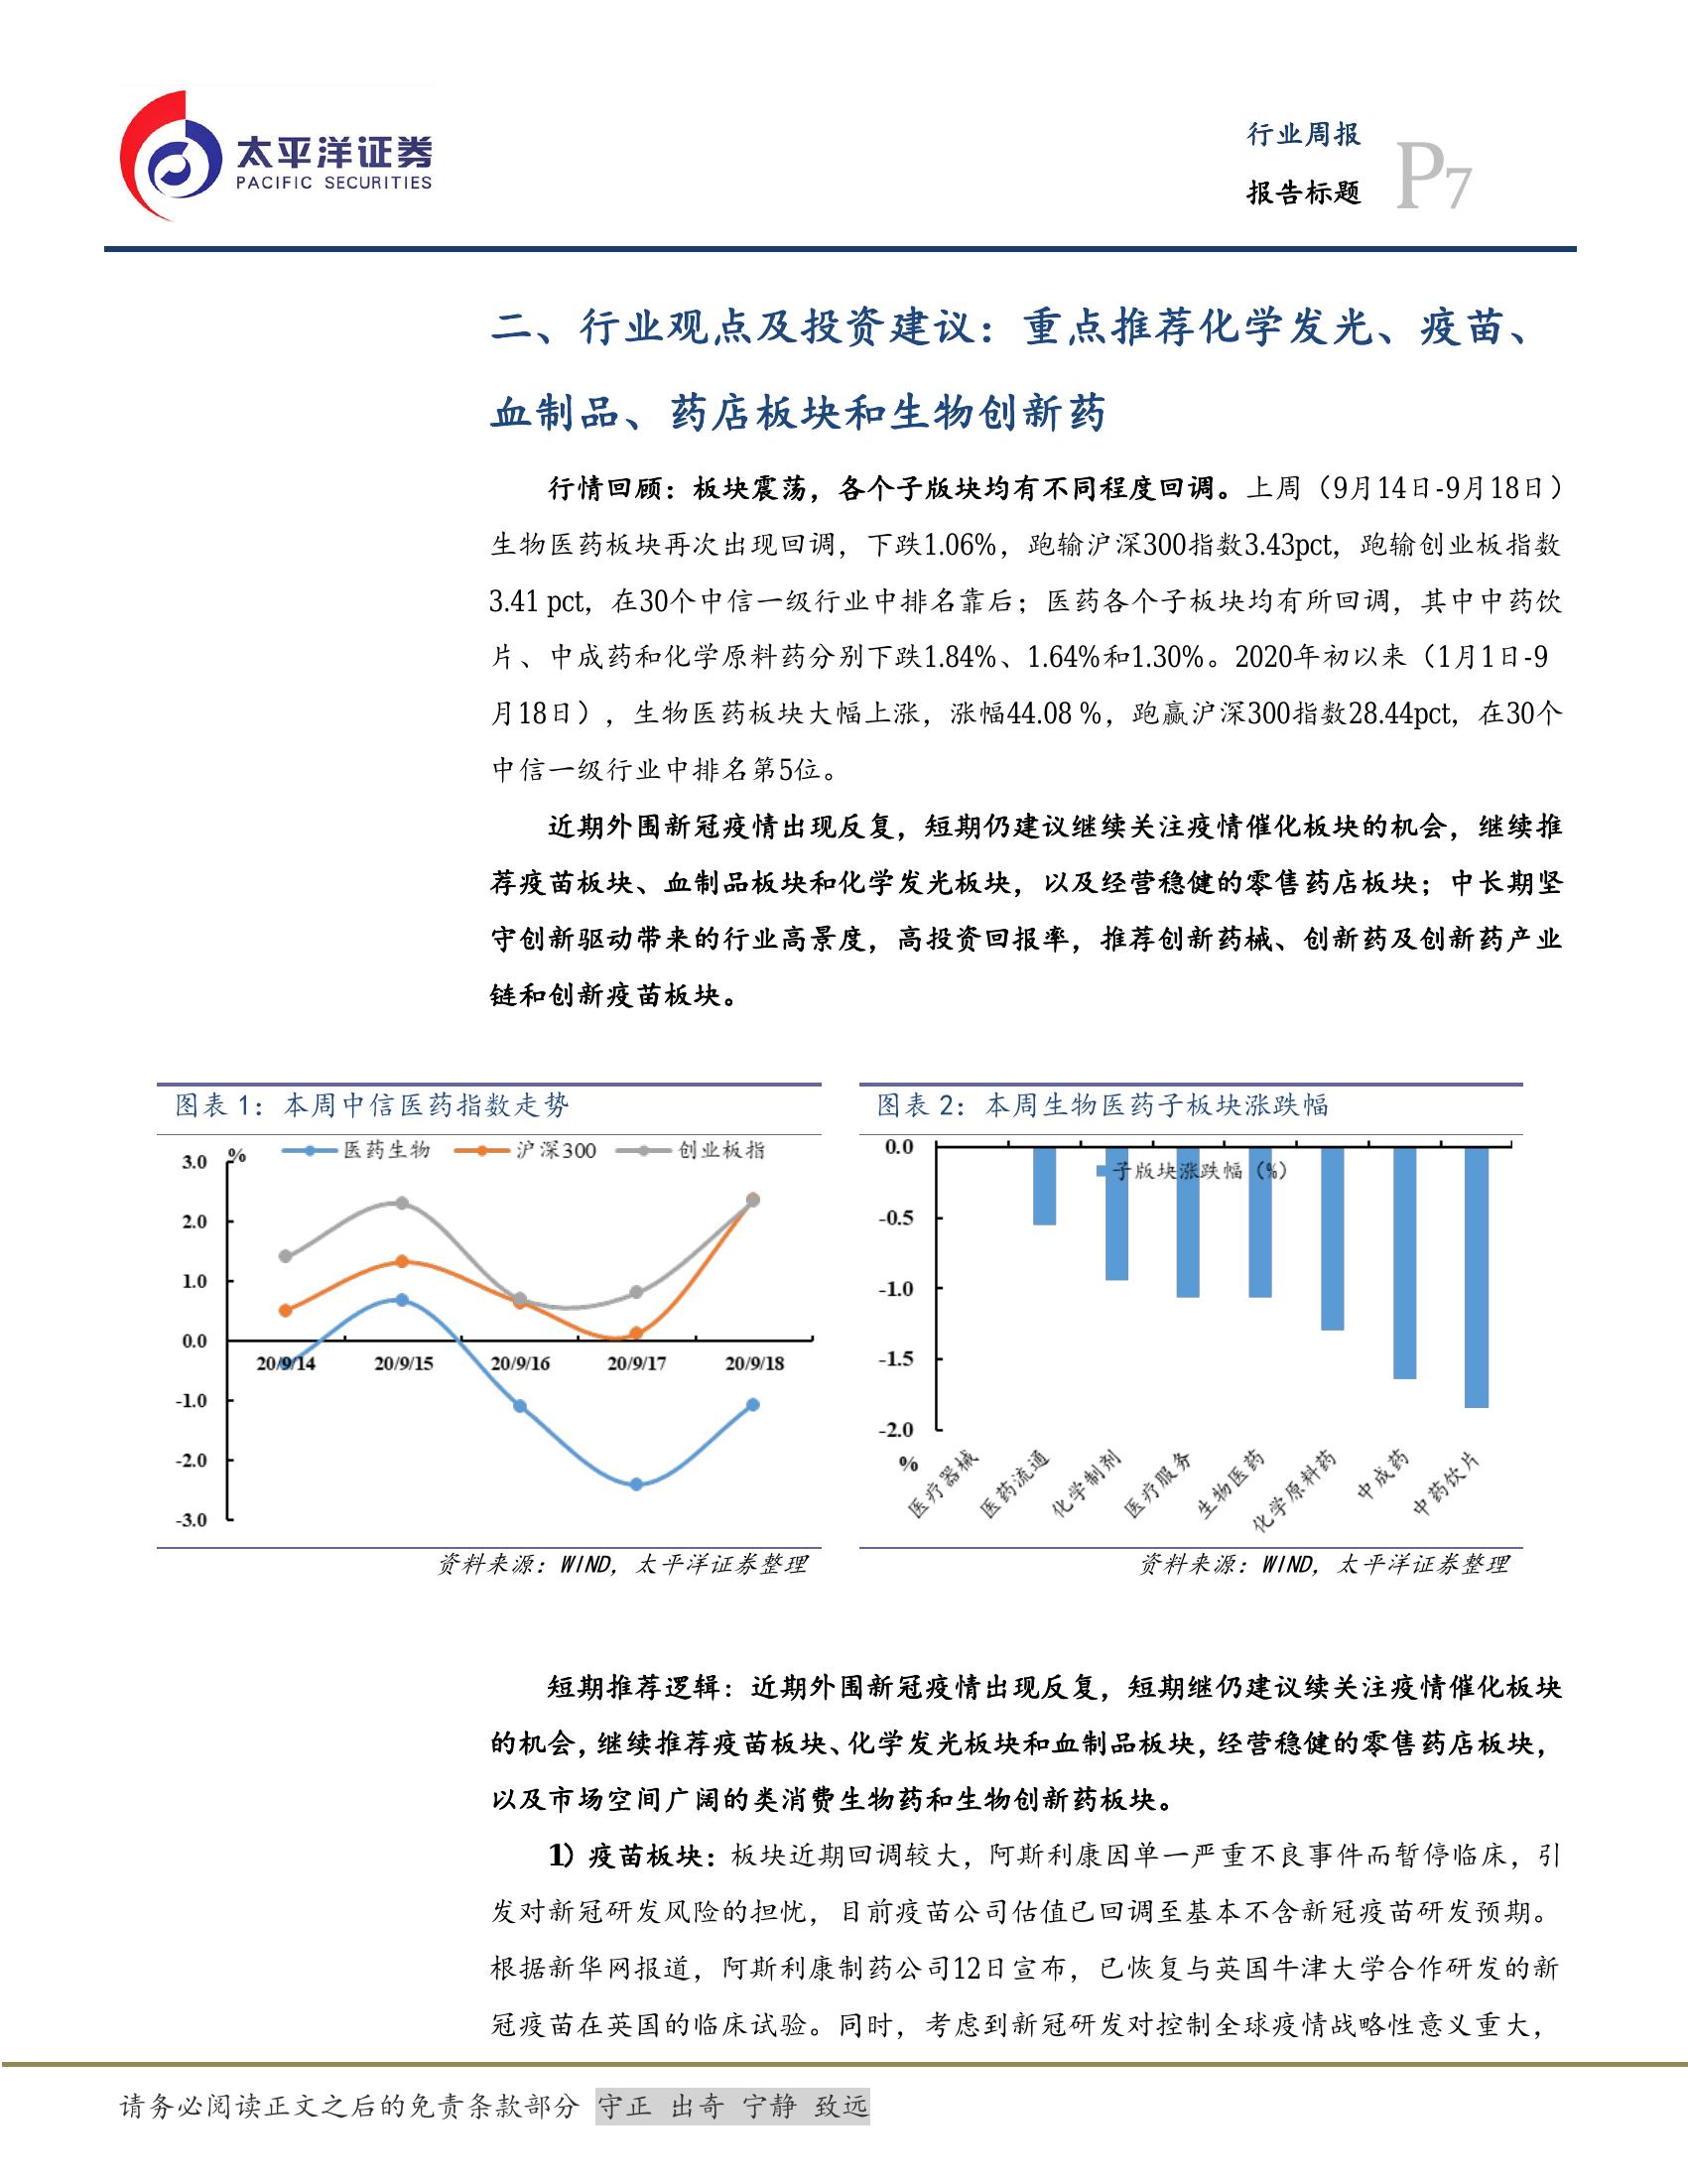 太平洋证券
PACIFIC SECURITIES
行业周报
报告标题
P7
二、行业观点及投资建议：重点推荐化学发光、疫苗、
血制品、药店板块和生物创新药
行情回顾：板块震荡，各个子版块均有不同程度回调。上周（9月14日-9月18日）
生物医药板块再次出现回调，下跌1.06%，跑输沪深300指数3.43pct，跑输创业板指数
3.41 pct，在30个中信一级行业中排名靠后；医药各个子板块均有所回调，其中中药饮
片、中成药和化学原料药分别下跌1.84%、1.64%和1.30%。2020年初以来（1月1日-9
月18日），生物医药板块大幅上涨，涨幅44.08 %，跑赢沪深300指数28.44pct，在30个
中信一级行业中排名第5位。
近期外围新冠疫情出现反复，短期仍建议继续关注疫情催化板块的机会，继续推
荐疫苗板块、血制品板块和化学发光板块，以及经营稳健的零售药店板块；中长期坚
守创新驱动带来的行业高景度，高投资回报率，推荐创新药械、创新药及创新药产业
链和创新疫苗板块。
图表 1：本周中信医药指数走势
% 医药生物 沪深300 创业板指
3.0
2.0
1.0
0.0
-1.0
-2.0
-3.0
20/9/14 20/9/15 20/9/16 20/9/17 20/9/18
资料来源：WIND，太平洋证券整理
图表 2：本周生物医药子板块涨跌幅
子版块涨跌幅（%）
0.0
-0.5
-1.0
-1.5
-2.0
%
医疗器械 医药流通 化学制剂 医疗服务 生物医药 化学原料药 中成药 中药饮片
资料来源：WIND，太平洋证券整理
短期推荐逻辑：近期外围新冠疫情出现反复，短期继仍建议续关注疫情催化板块
的机会，继续推荐疫苗板块、化学发光板块和血制品板块，经营稳健的零售药店板块，
以及市场空间广阔的类消费生物药和生物创新药板块。
1）疫苗板块：板块近期回调较大，阿斯利康因单一严重不良事件而暂停临床，引
发对新冠研发风险的担忧，目前疫苗公司估值已回调至基本不含新冠疫苗研发预期。
根据新华网报道，阿斯利康制药公司12日宣布，已恢复与英国牛津大学合作研发的新
冠疫苗在英国的临床试验。同时，考虑到新冠研发对控制全球疫情战略性意义重大，
请务必阅读正文之后的免责条款部分 守正 出奇 宁静 致远